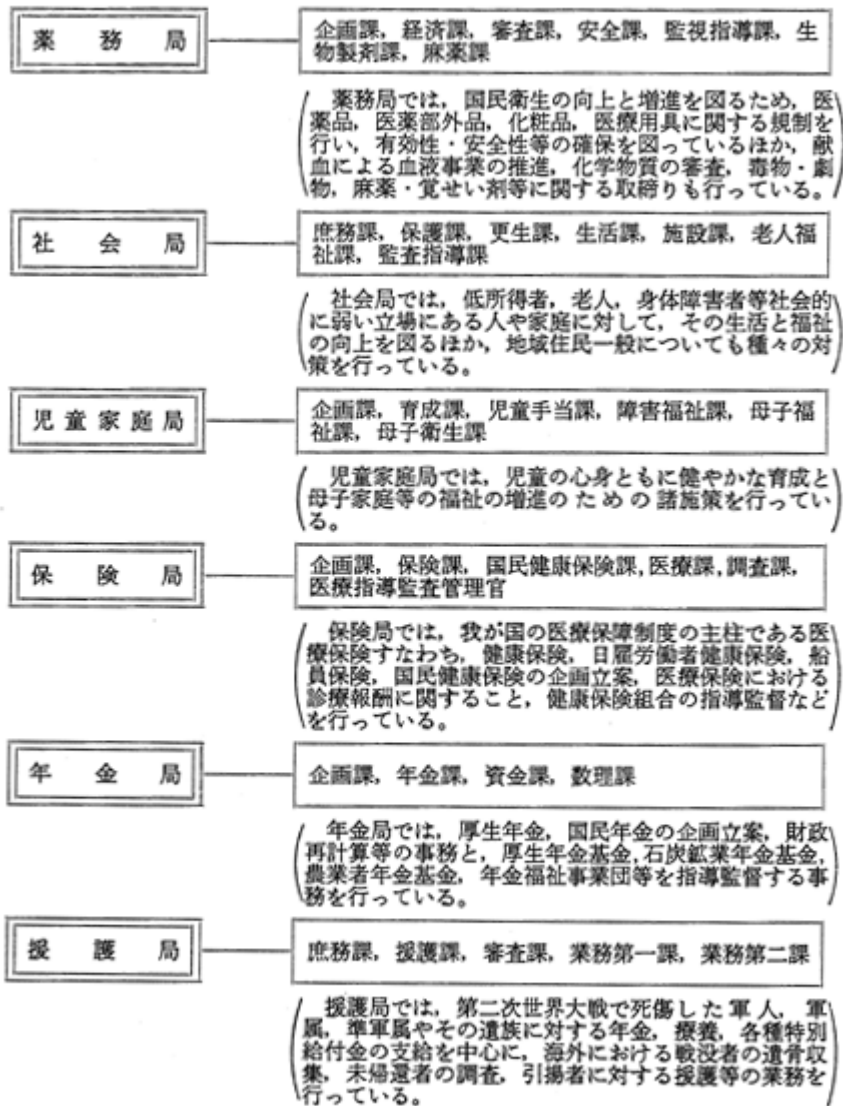 薬務局
企画課，経済課，審査課，安全課，監視指導課，生
物製剤課，麻薬課
薬務局では，国民衛生の向上と増進を図るため，医
薬品，医薬部外品，化粧品，医療用具に関する規制を
行い，有効性・安全性等の確保を図っているほか，献
血による血液事業の推進，化学物質の審査，毒物・劇
物，麻薬・覚せい剤等に関する取締りも行っている。
社会局
庶務課，保護課，更生課，生活課，施設課，老人福
祉課，監査指導課
社会局では，低所得者，老人，身体障害者等社会的
に弱い立場にある人や家庭に対して，その生活と福祉
の向上を図るほか，地域住民一般についても種々の対
策を行っている。
児童家庭局
企画課，育成課，児童手当課，障害福祉課，母子福
祉課，母子衛生課
児童家庭局では，児童の心身ともに健やかな育成と
母子家庭等の福祉の増進のための諸施策を行ってい
る。
保険局
企画課，保険課，国民健康保険課，医療課，調査課，
医療指導監査管理官
保険局では，我が国の医療保障制度の主柱である医
療保険すなわち，健康保険，日雇労働者健康保険，船
員保険，国民健康保険の企画立案，医療保険における
診療報酬に関すること，健康保険組合の指導監督など
を行っている。
年金局
企画課，年金課，資金課，数理課
年金局では，厚生年金，国民年金の企画立案，財政
再計算等の事務と，厚生年金基金，石炭鉱業年金基金，
農業者年金基金，年金福祉事業団等を指導監督する事
務を行っている。
援護局
庶務課，援護課，審査課，業務第一課，業務第二課
援護局では，第二次世界大戦で死傷した軍人，軍
属，準軍属やその遺族に対する年金，療養，各種特別
給付金の支給を中心に，海外における戦没者の遺骨収
集，未帰還者の調査，引揚者に対する援護等の業務を
行っている。